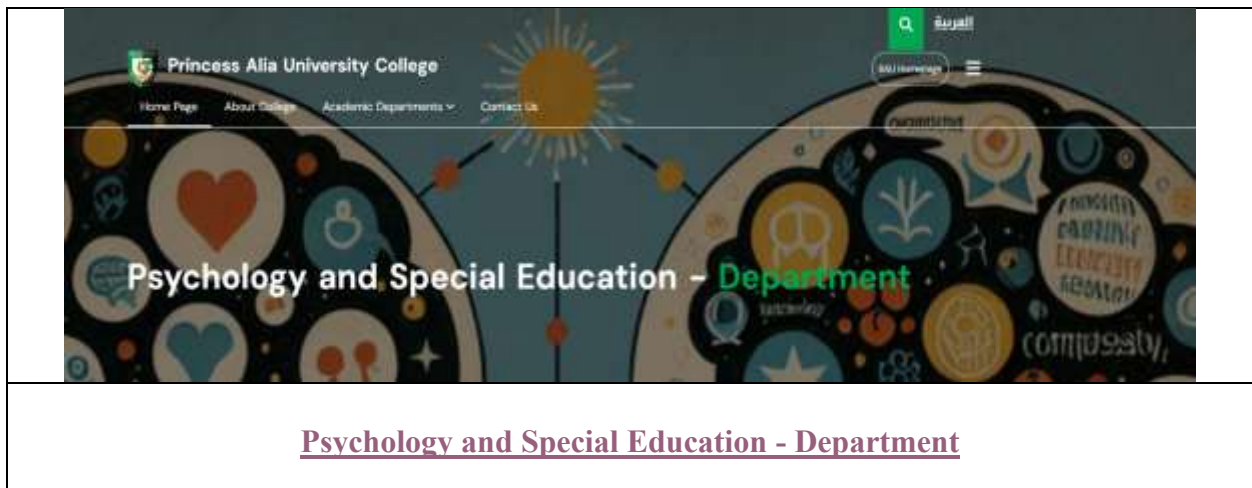 العربية
Princess Alia University College
BAU Homepage
Home Page About College Academic Departments Contact Us
Psychology and Special Education - Department
Psychology and Special Education - Department